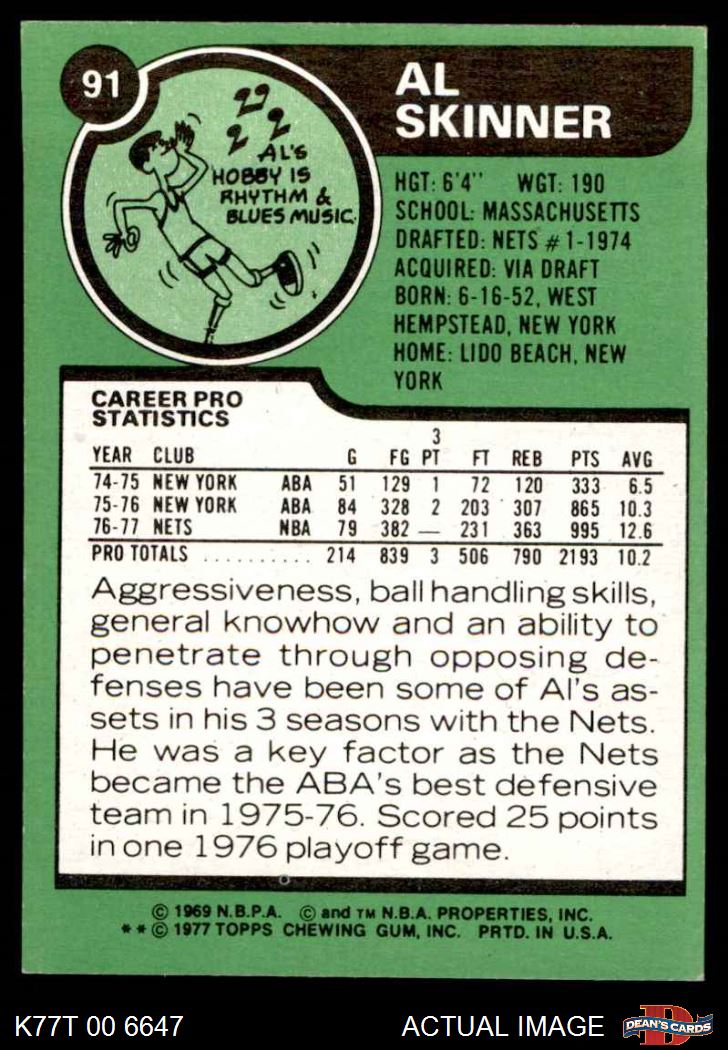 91
AL
SKINNER
AL'S
HOBBY IS
RHYTHM &
BLUES MUSIC.
HGT: 6'4" WGT: 190
SCHOOL: MASSACHUSETTS
DRAFTED: NETS #1-1974
ACQUIRED: VIA DRAFT
BORN: 6-16-52, WEST
HEMPSTEAD, NEW YORK
HOME: LIDO BEACH, NEW
YORK
CAREER PRO
STATISTICS
YEAR CLUB G FG 3 PT FT REB PTS AVG
74-75 NEW YORK ABA 51 129 1 72 120 333 6.5
75-76 NEW YORK ABA 84 328 2 203 307 865 10.3
76-77 NETS NBA 79 382 — 231 363 995 12.6
PRO TOTALS .......... 214 839 3 506 790 2193 10.2
Aggressiveness, ball handling skills,
general knowhow and an ability to
penetrate through opposing de-
fenses have been some of Al's as-
sets in his 3 seasons with the Nets.
He was a key factor as the Nets
became the ABA's best defensive
team in 1975-76. Scored 25 points
in one 1976 playoff game.
© 1969 N.B.P.A. © and TM N.B.A. PROPERTIES, INC.
** © 1977 TOPPS CHEWING GUM, INC. PRTD. IN U.S.A.
K77T 00 6647 ACTUAL IMAGE
D
DEAN'S CARDS